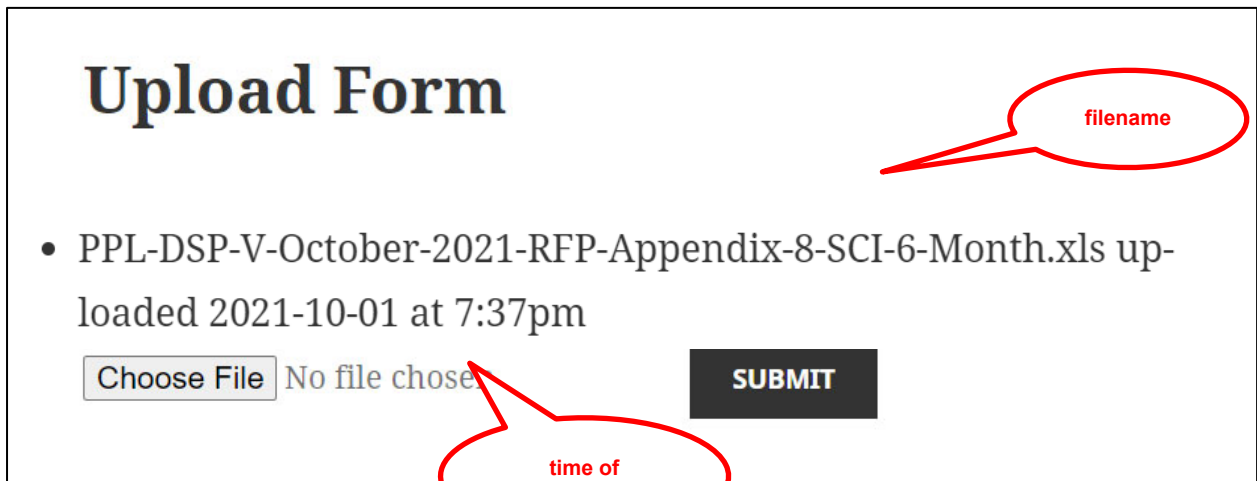 Upload Form
filename
• PPL-DSP-V-October-2021-RFP-Appendix-8-SCI-6-Month.xls up-
loaded 2021-10-01 at 7:37pm
Choose File No file chosen SUBMIT
time of